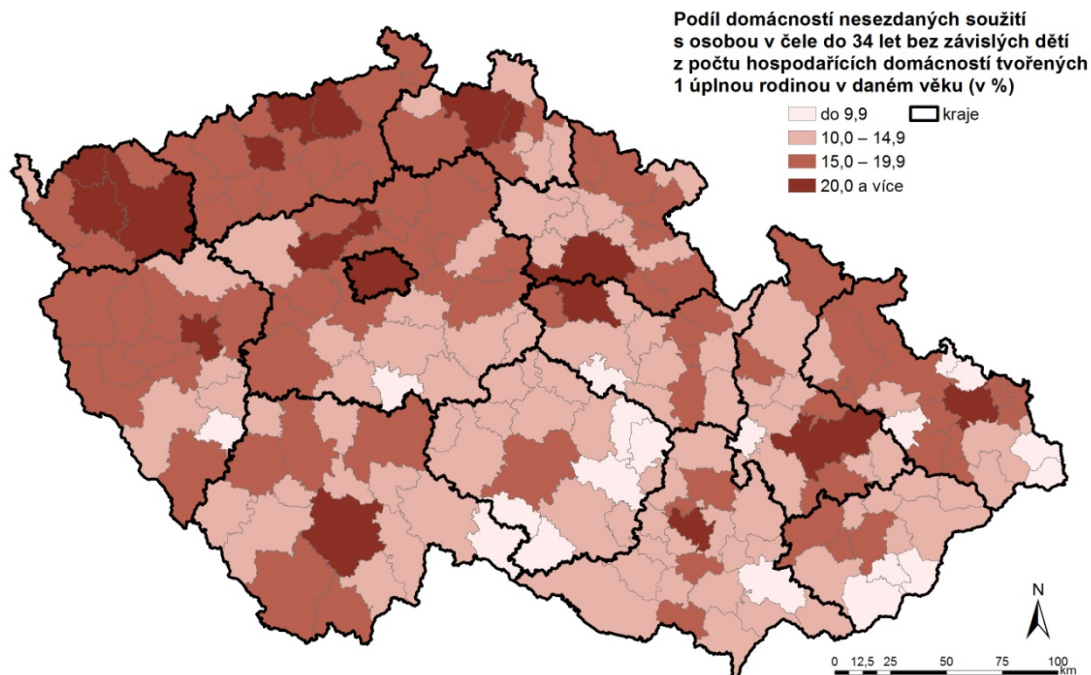 Podíl domácností nesezdaných soužití
s osobou v čele do 34 let bez závislých dětí
z počtu hospodařících domácností tvořených
1 úplnou rodinou v daném věku (v %)
do 9,9
kraje
10,0 – 14,9
15,0 – 19,9
20,0 a více
N
0 12,5 25 50 75 100
km